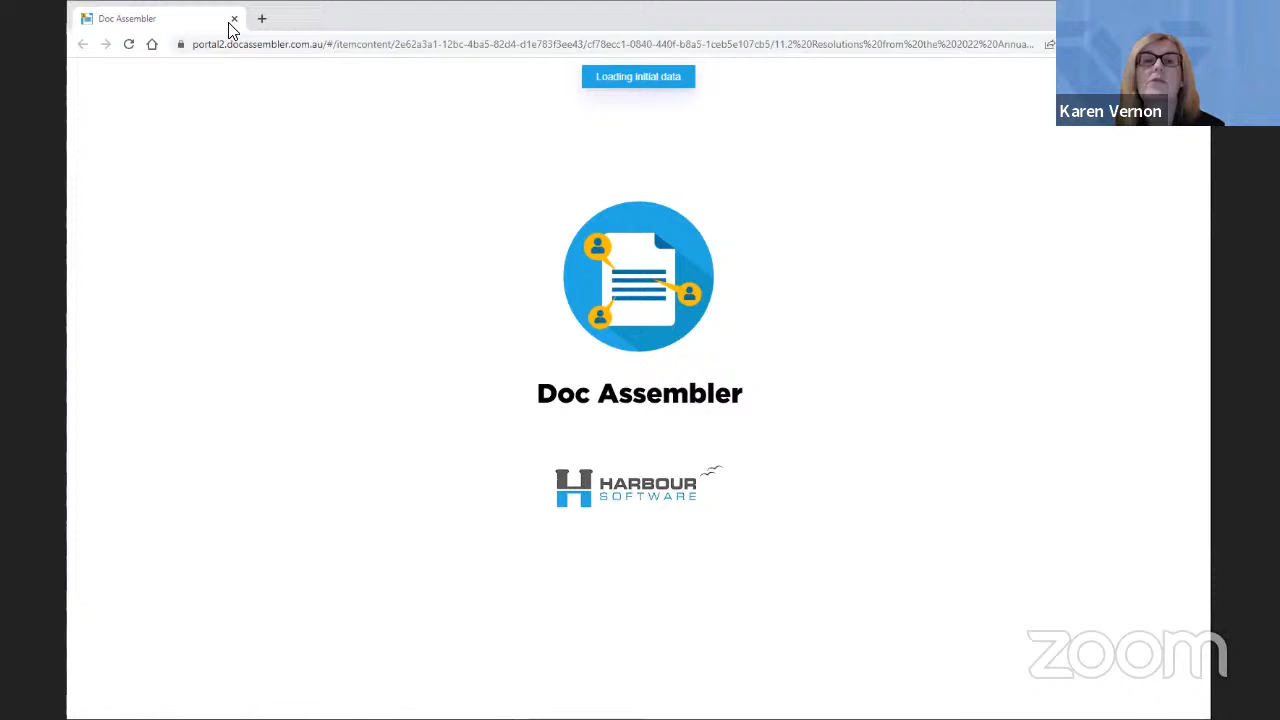 Doc Assembler
portal2.docassembler.com.au/#/itemcontent/2e62a3a1-12bc-4ba5-82d4-d1e783f3ee43/cf78ecc1-0840-440f-b8a5-1ceb5e107cb5/11.2%20Resolutions%20from%20the%202022%20Annua...
Loading initial data
Karen Vernon
Doc Assembler
HARBOUR
SOFTWARE
zoom